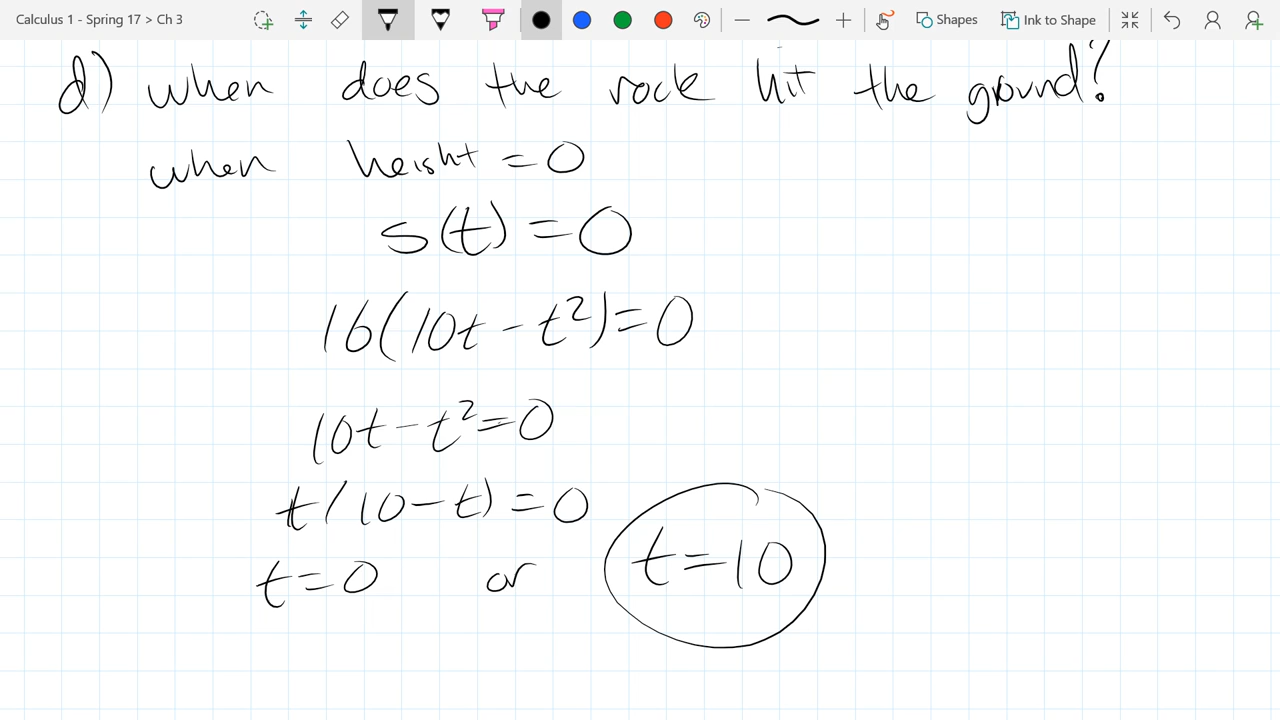 Calculus 1 - Spring 17 > Ch 3 Shapes Ink to Shape
d) when does the rock hit the ground?
when height = 0
s(t) = 0
16(10t - t²) = 0
10t - t² = 0
t(10 - t) = 0
t = 0 or t = 10